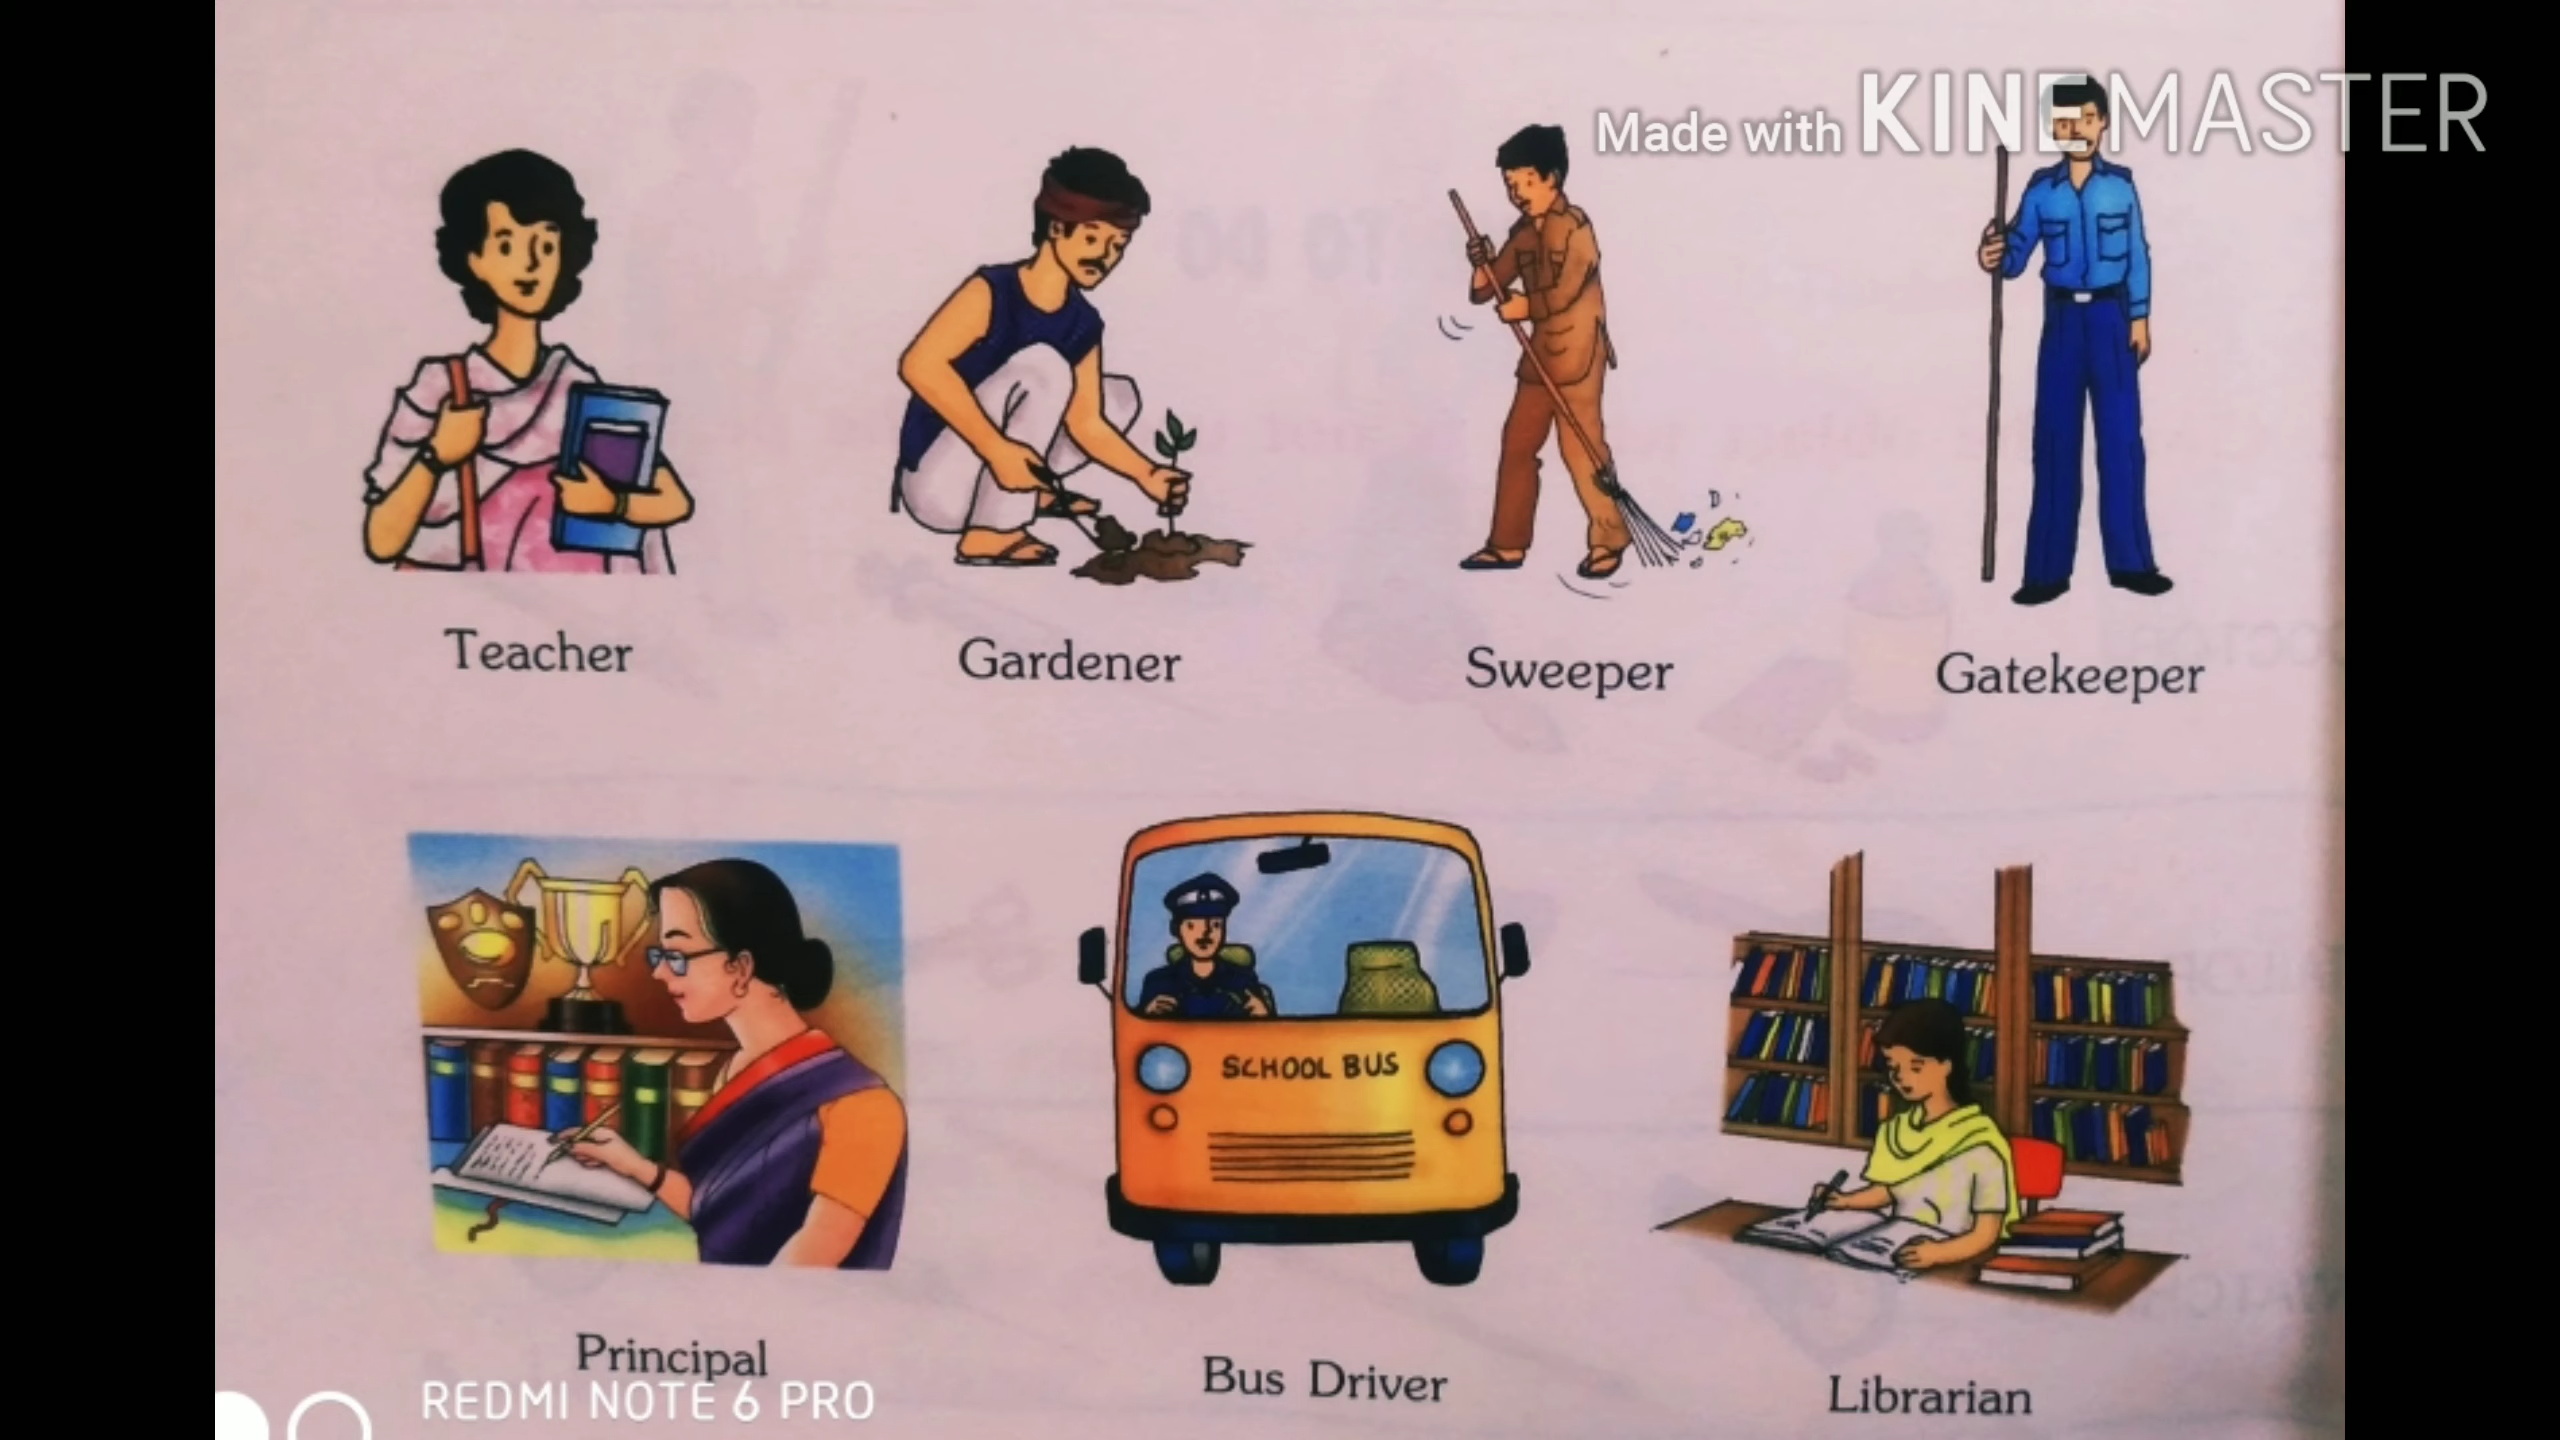 Made with KINEMASTER
Teacher
Gardener
Sweeper
Gatekeeper
SCHOOL BUS
Principal
Bus Driver
Librarian
REDMI NOTE 6 PRO